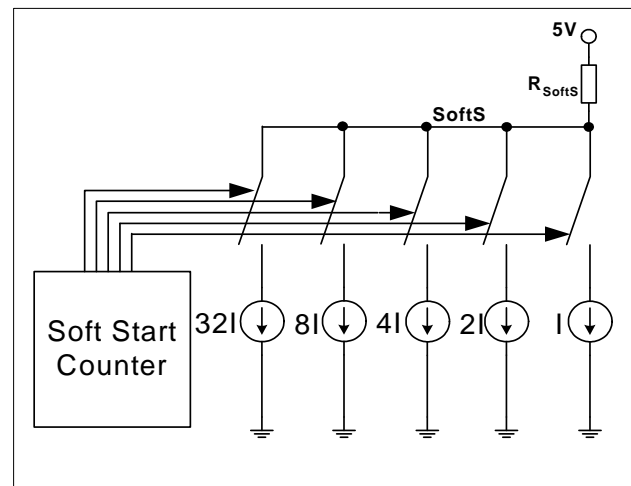 5V
R_SoftS
SoftS
Soft Start
Counter
32I
8I
4I
2I
I